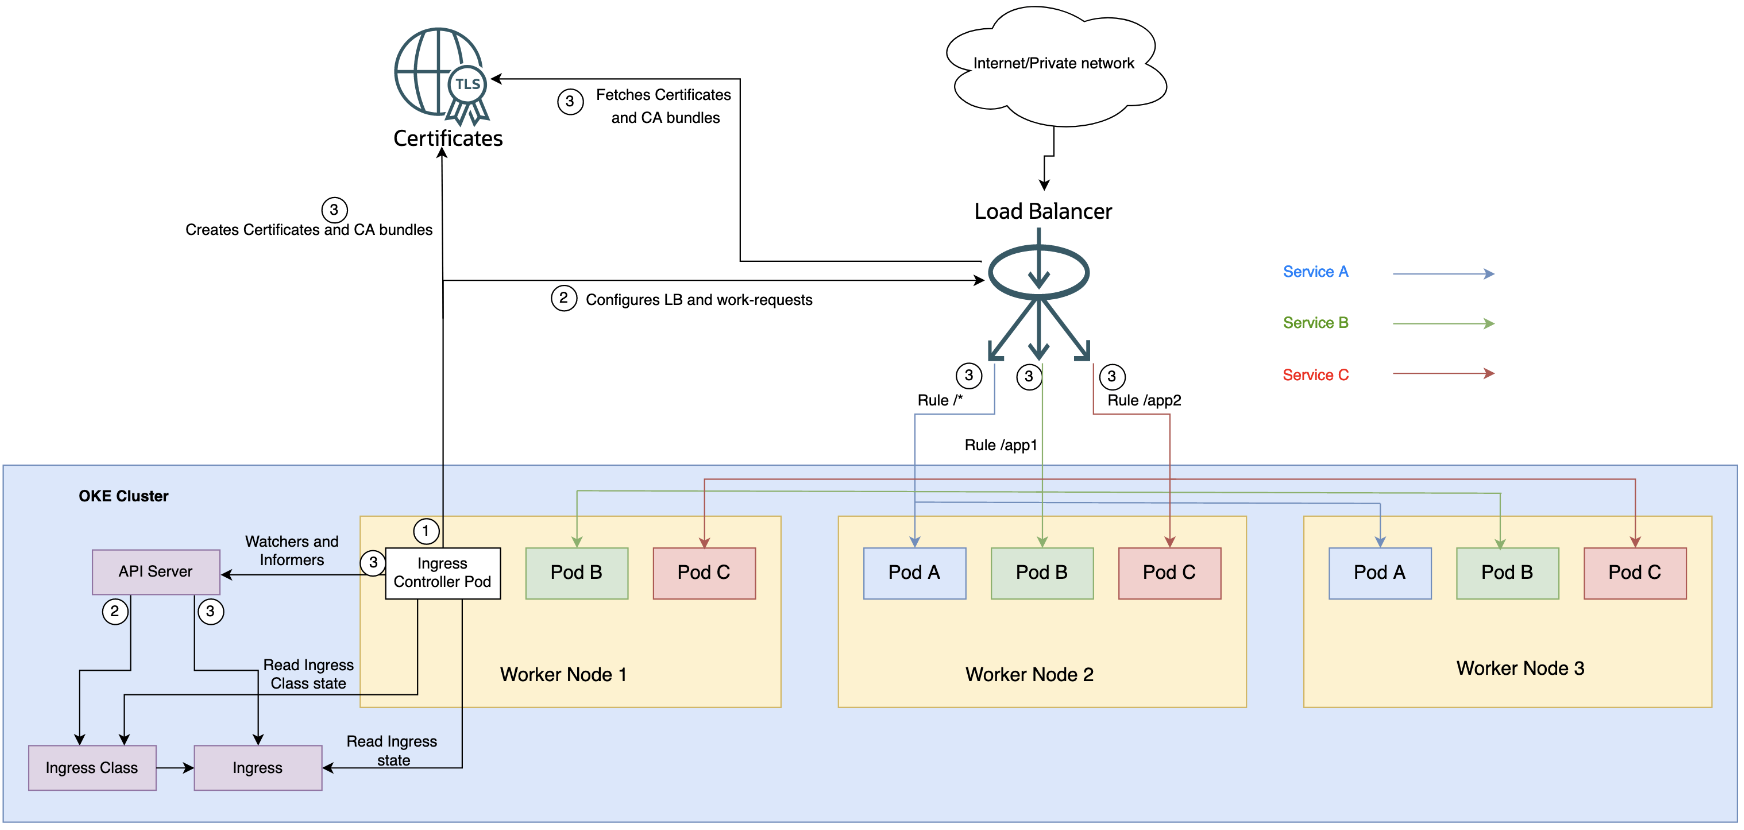 Internet/Private network
TLS
Certificates
3
Fetches Certificates
and CA bundles
3
Creates Certificates and CA bundles
Load Balancer
2
Configures LB and work-requests
Service A
Service B
Service C
3
3
3
Rule /*
Rule /app2
Rule /app1
OKE Cluster
1
Watchers and
Informers
3
API Server
Ingress
Controller Pod
Pod B
Pod C
Pod A
Pod B
Pod C
Pod A
Pod B
Pod C
2
3
Read Ingress
Class state
Worker Node 1
Worker Node 2
Worker Node 3
Read Ingress
state
Ingress Class
Ingress